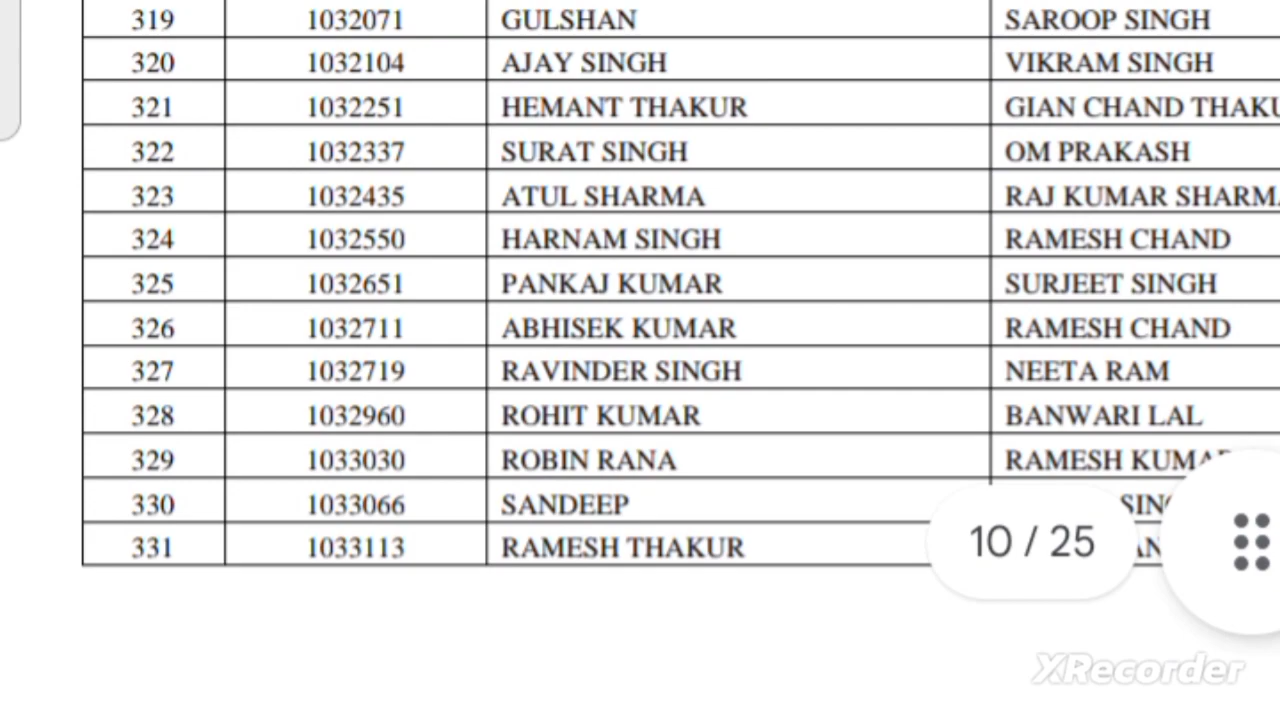 319 1032071 GULSHAN SAROOP SINGH
320 1032104 AJAY SINGH VIKRAM SINGH
321 1032251 HEMANT THAKUR GIAN CHAND THAKU
322 1032337 SURAT SINGH OM PRAKASH
323 1032435 ATUL SHARMA RAJ KUMAR SHARMA
324 1032550 HARNAM SINGH RAMESH CHAND
325 1032651 PANKAJ KUMAR SURJEET SINGH
326 1032711 ABHISEK KUMAR RAMESH CHAND
327 1032719 RAVINDER SINGH NEETA RAM
328 1032960 ROHIT KUMAR BANWARI LAL
329 1033030 ROBIN RANA RAMESH KUMAR
330 1033066 SANDEEP
331 1033113 RAMESH THAKUR
10 / 25
XRecorder